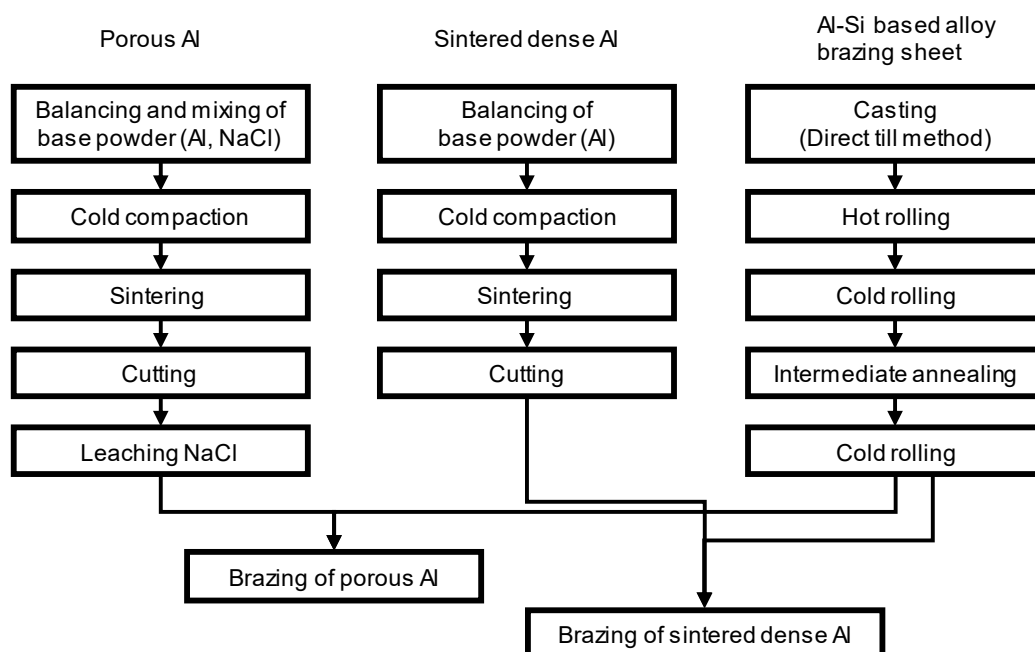 Porous Al
Sintered dense Al
Al-Si based alloy
brazing sheet
Balancing and mixing of
base powder (Al, NaCl)
Balancing of
base powder (Al)
Casting
(Direct till method)
Cold compaction
Cold compaction
Hot rolling
Sintering
Sintering
Cold rolling
Cutting
Cutting
Intermediate annealing
Leaching NaCl
Cold rolling
Brazing of porous Al
Brazing of sintered dense Al